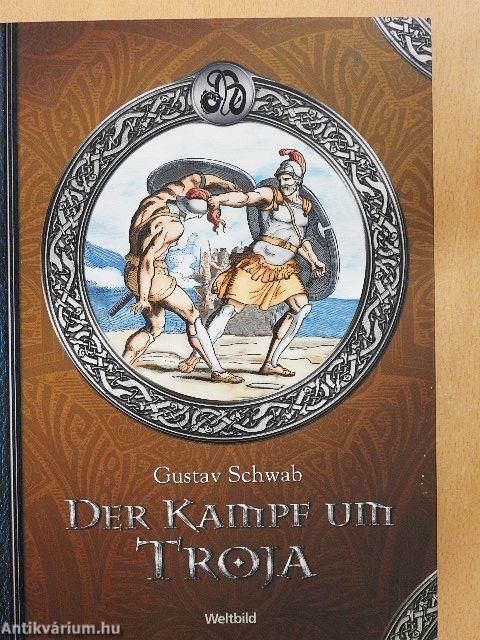 Gustav Schwab
DER KAMPF UM
TROJA
Weltbild
Antikvárium.hu